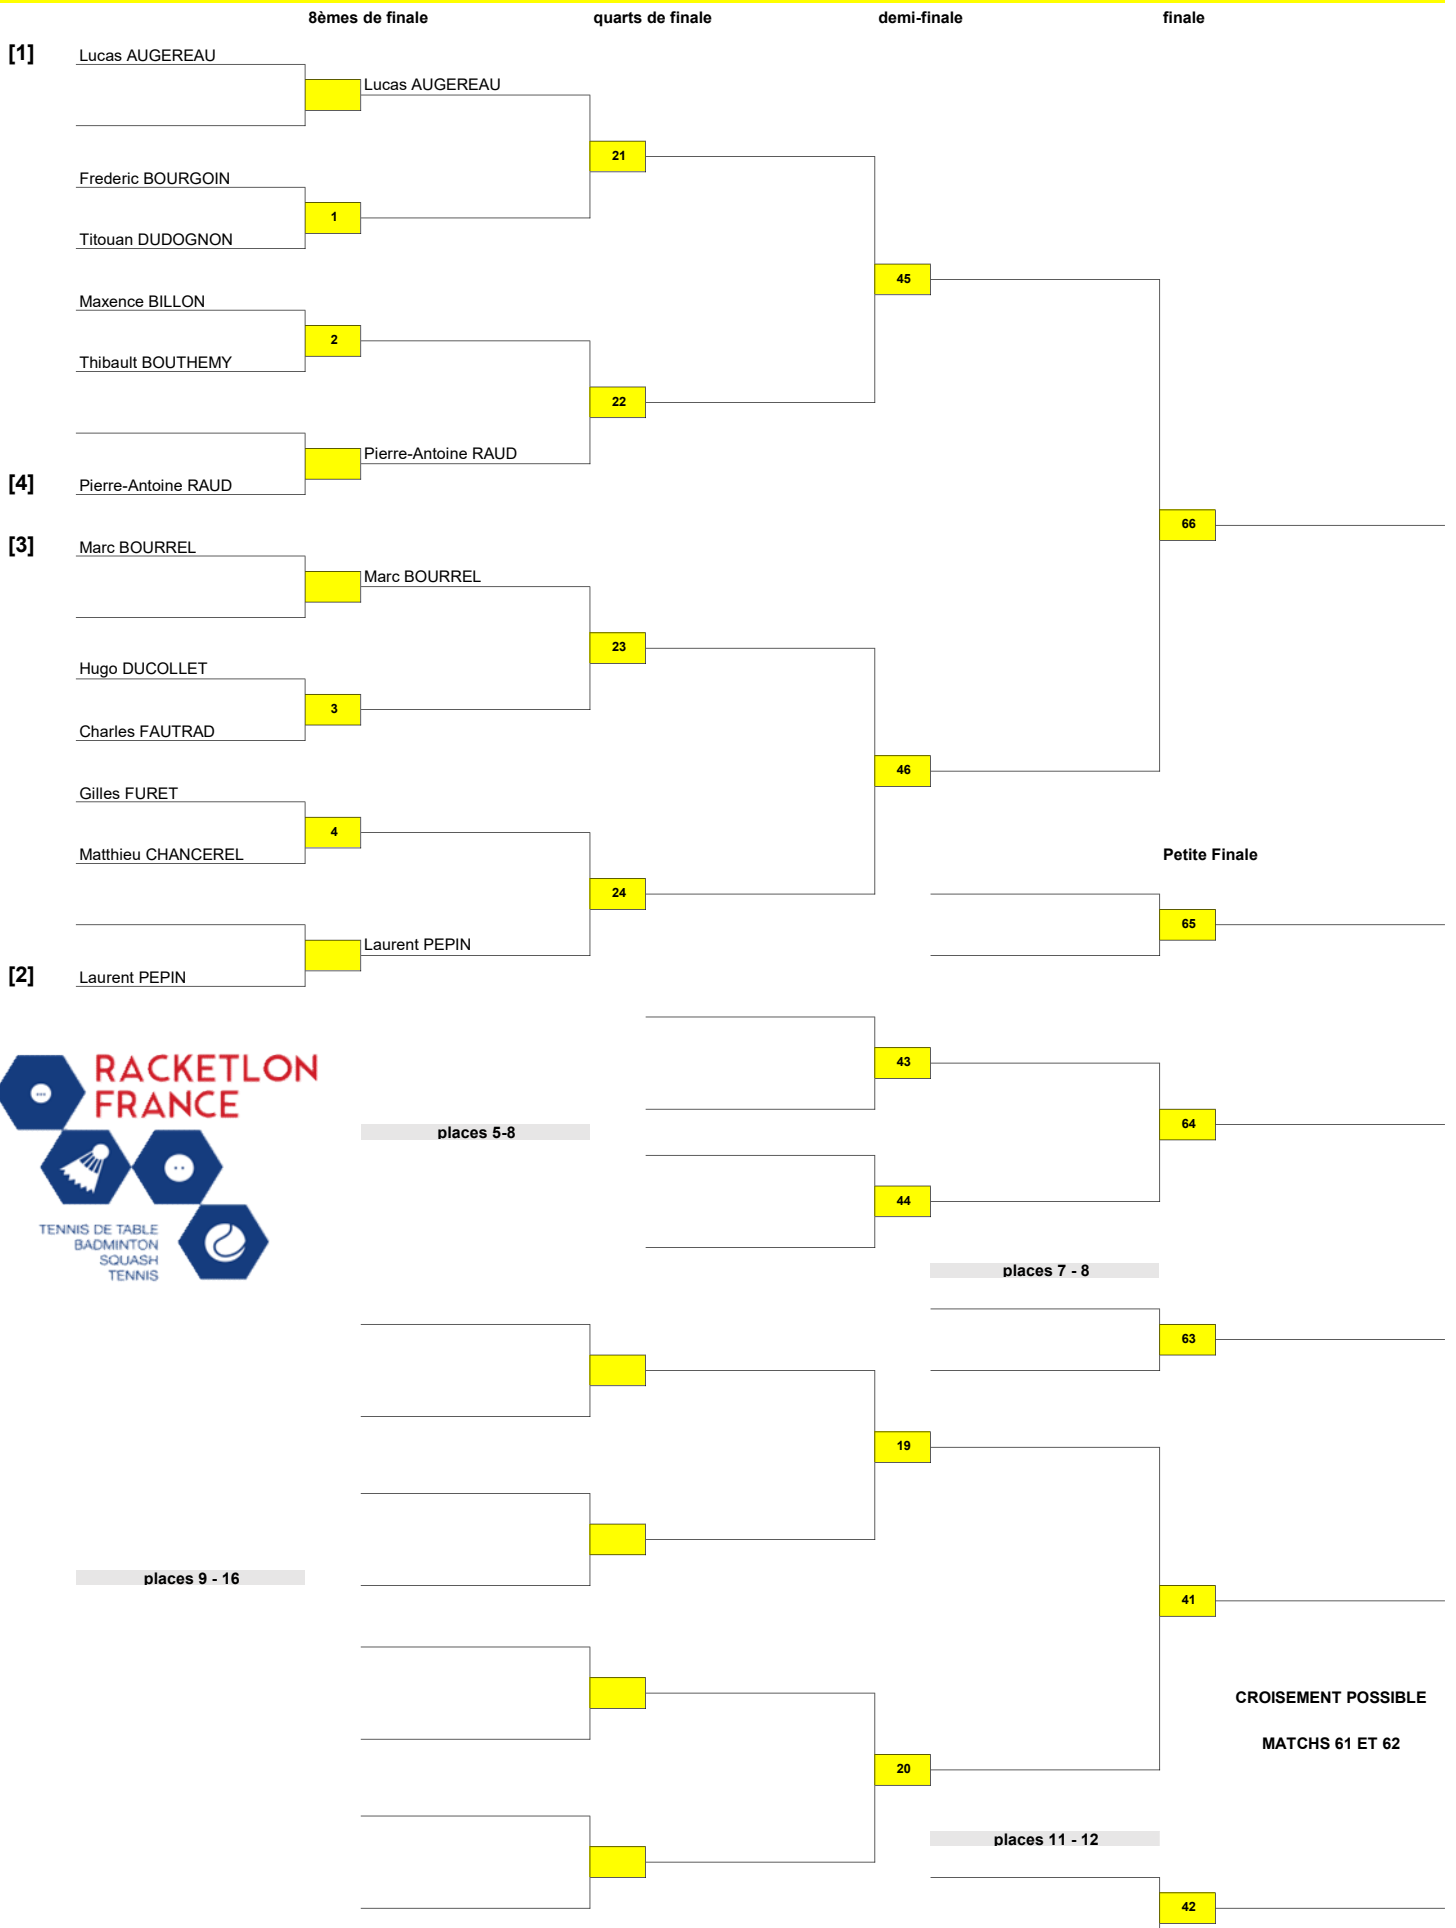 8èmes de finale quarts de finale demi-finale finale
[1] Lucas AUGEREAU
Lucas AUGEREAU
21
Frederic BOURGOIN
1
Titouan DUDOGNON
45
Maxence BILLON
2
Thibault BOUTHEMY
22
Pierre-Antoine RAUD
[4] Pierre-Antoine RAUD
66
[3] Marc BOURREL
Marc BOURREL
23
Hugo DUCOLLET
3
Charles FAUTRAD
46
Gilles FURET
4
Matthieu CHANCEREL Petite Finale
24
65
Laurent PEPIN
[2] Laurent PEPIN
RACKETLON
FRANCE
43
places 5-8
64
44
TENNIS DE TABLE
BADMINTON
SQUASH
TENNIS
places 7 - 8
63
19
places 9 - 16
41
CROISEMENT POSSIBLE
MATCHS 61 ET 62
20
places 11 - 12
42